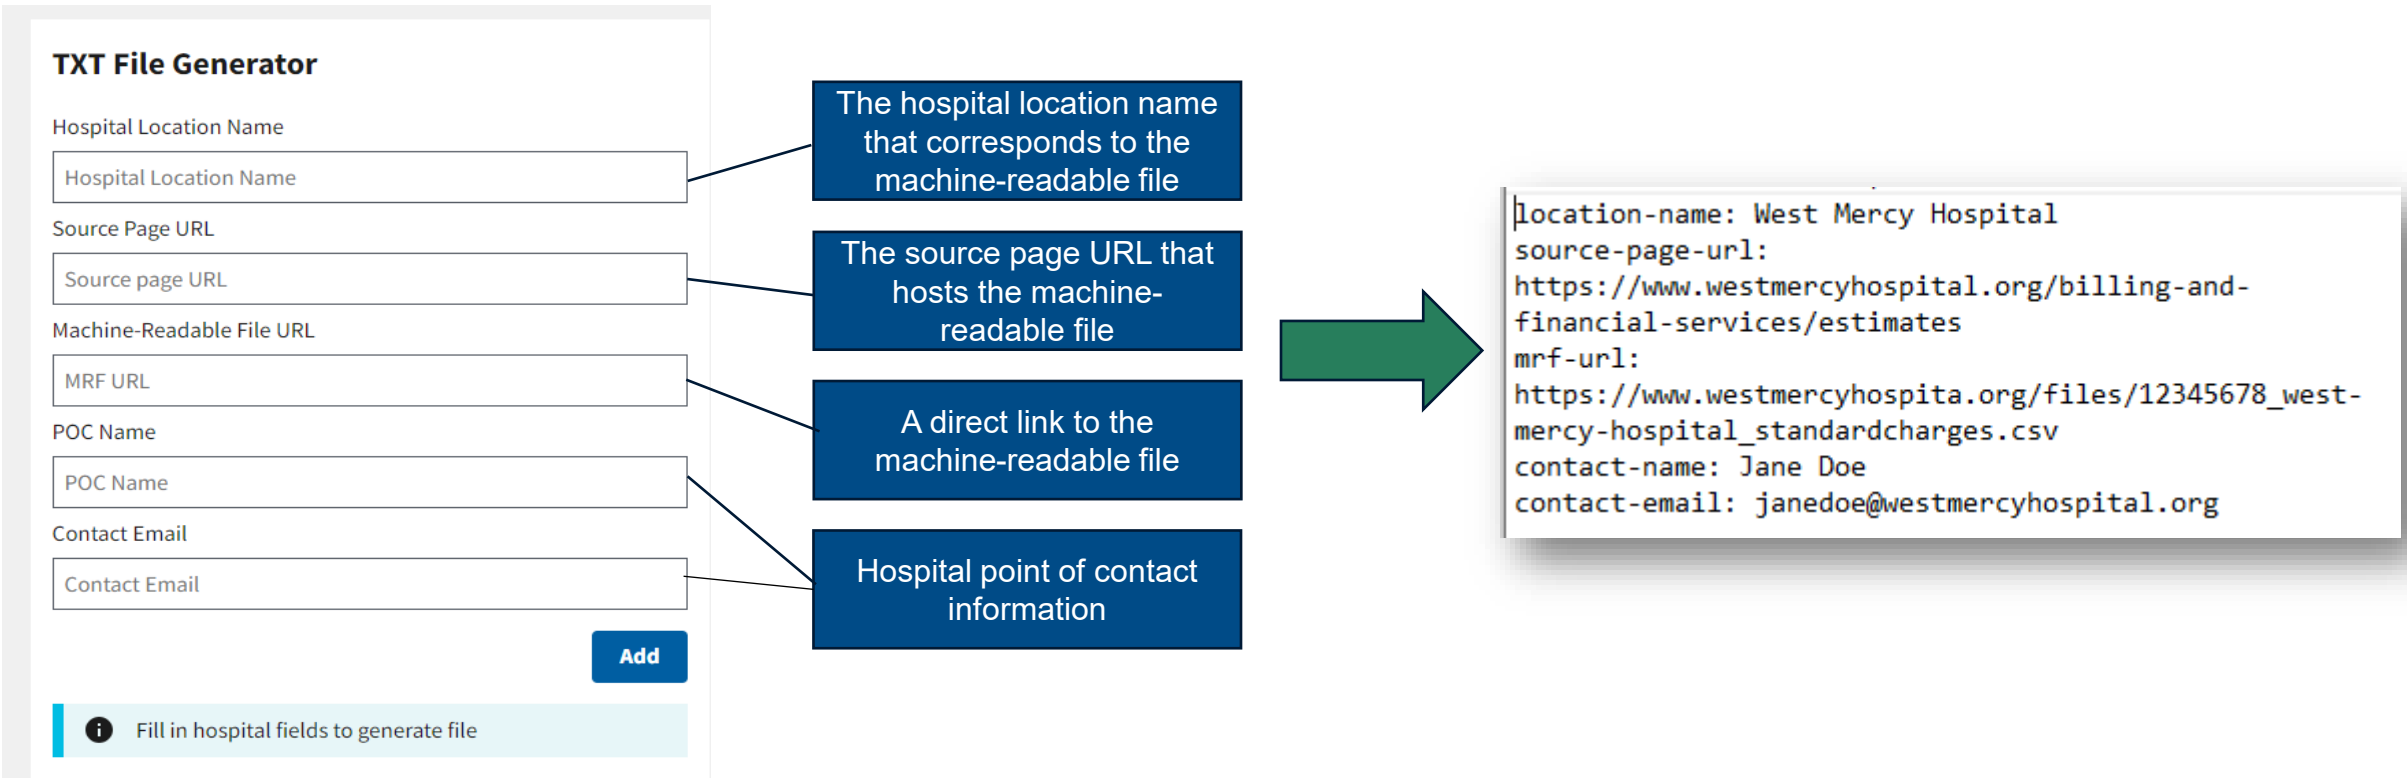 TXT File Generator
Hospital Location Name
Hospital Location Name
Source Page URL
Source page URL
Machine-Readable File URL
MRF URL
POC Name
POC Name
Contact Email
Contact Email
Add
Fill in hospital fields to generate file
The hospital location name
that corresponds to the
machine-readable file
The source page URL that
hosts the machine-
readable file
A direct link to the
machine-readable file
Hospital point of contact
information
location-name: West Mercy Hospital
source-page-url:
https://www.westmercyhospital.org/billing-and-
financial-services/estimates
mrf-url:
https://www.westmercyhospita.org/files/12345678_west-
mercy-hospital_standardcharges.csv
contact-name: Jane Doe
contact-email: janedoe@westmercyhospital.org